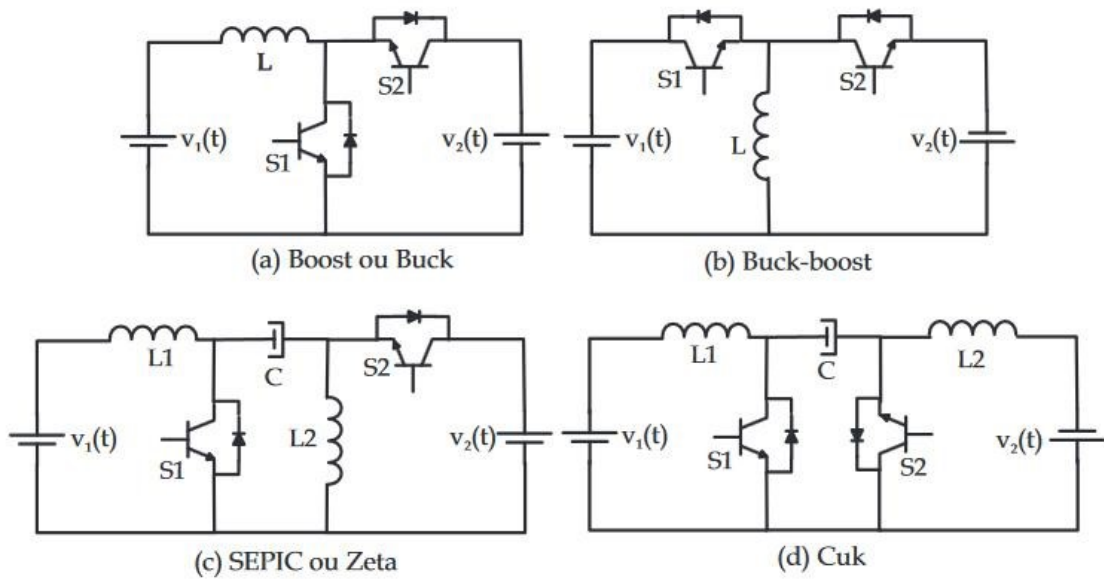 L
S2
v₁(t)
S1
v₂(t)
(a) Boost ou Buck
S1
S2
v₁(t)
L
v₂(t)
(b) Buck-boost
L1
C
S2
v₁(t)
S1
L2
v₂(t)
(c) SEPIC ou Zeta
L1
C
L2
v₁(t)
S1
S2
v₂(t)
(d) Cuk